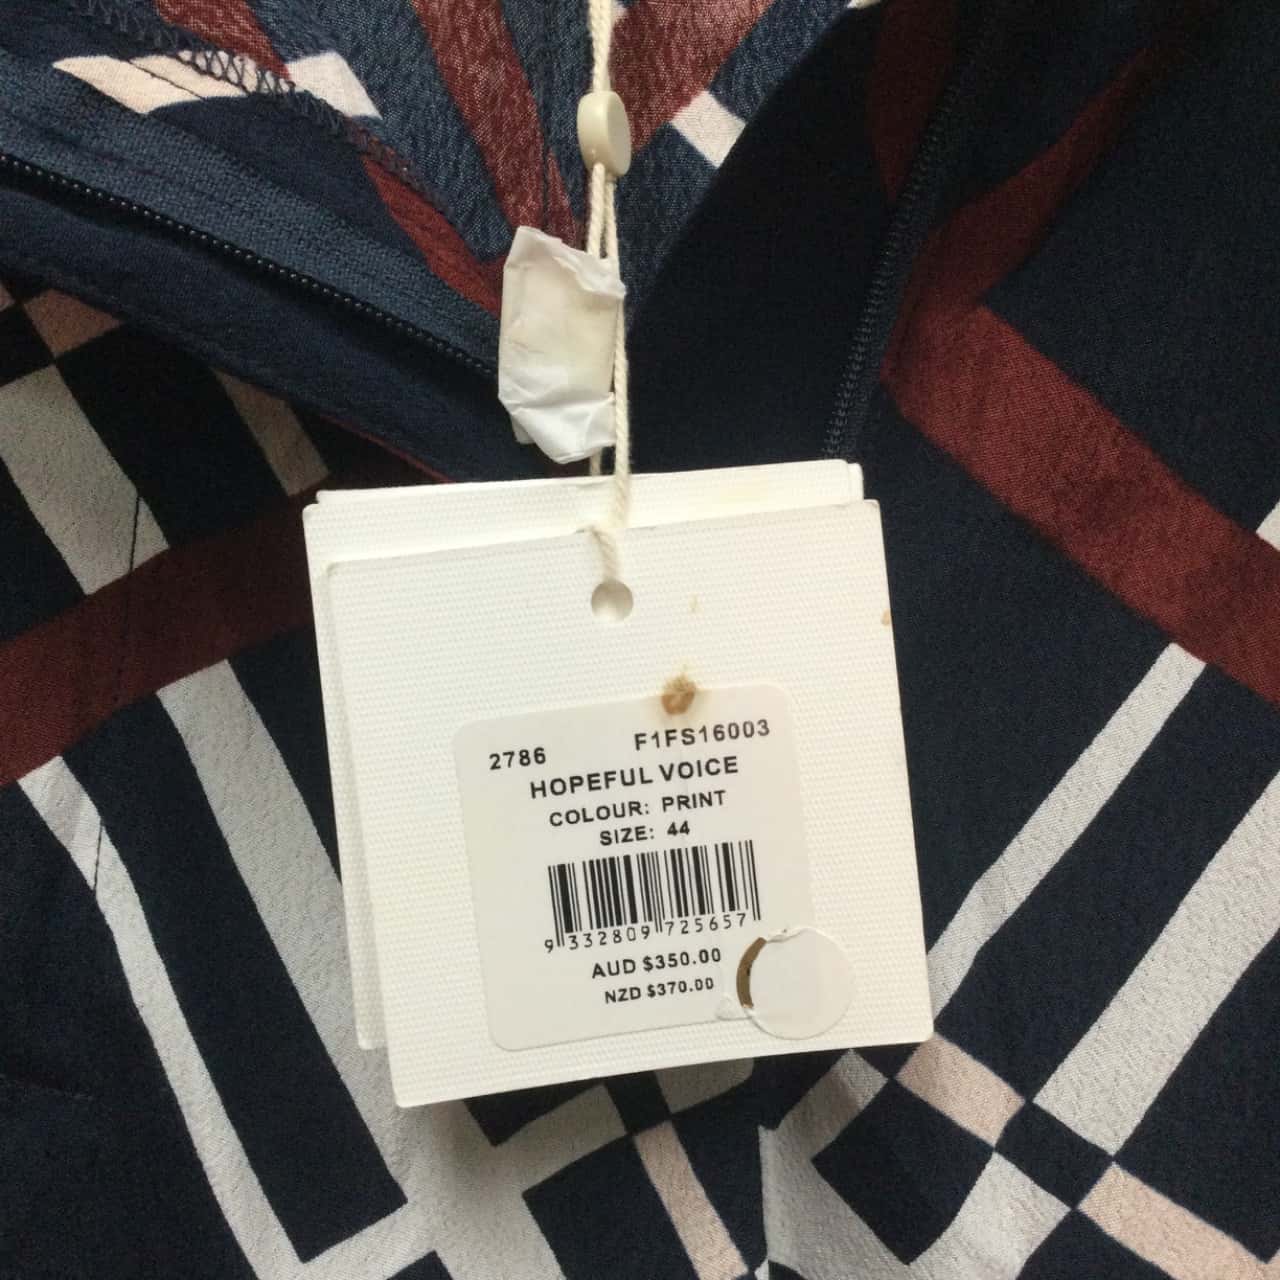 2786 F1FS16003
HOPEFUL VOICE
COLOUR: PRINT
SIZE: 44
9 332809 725657
AUD $350.00
NZD $370.00